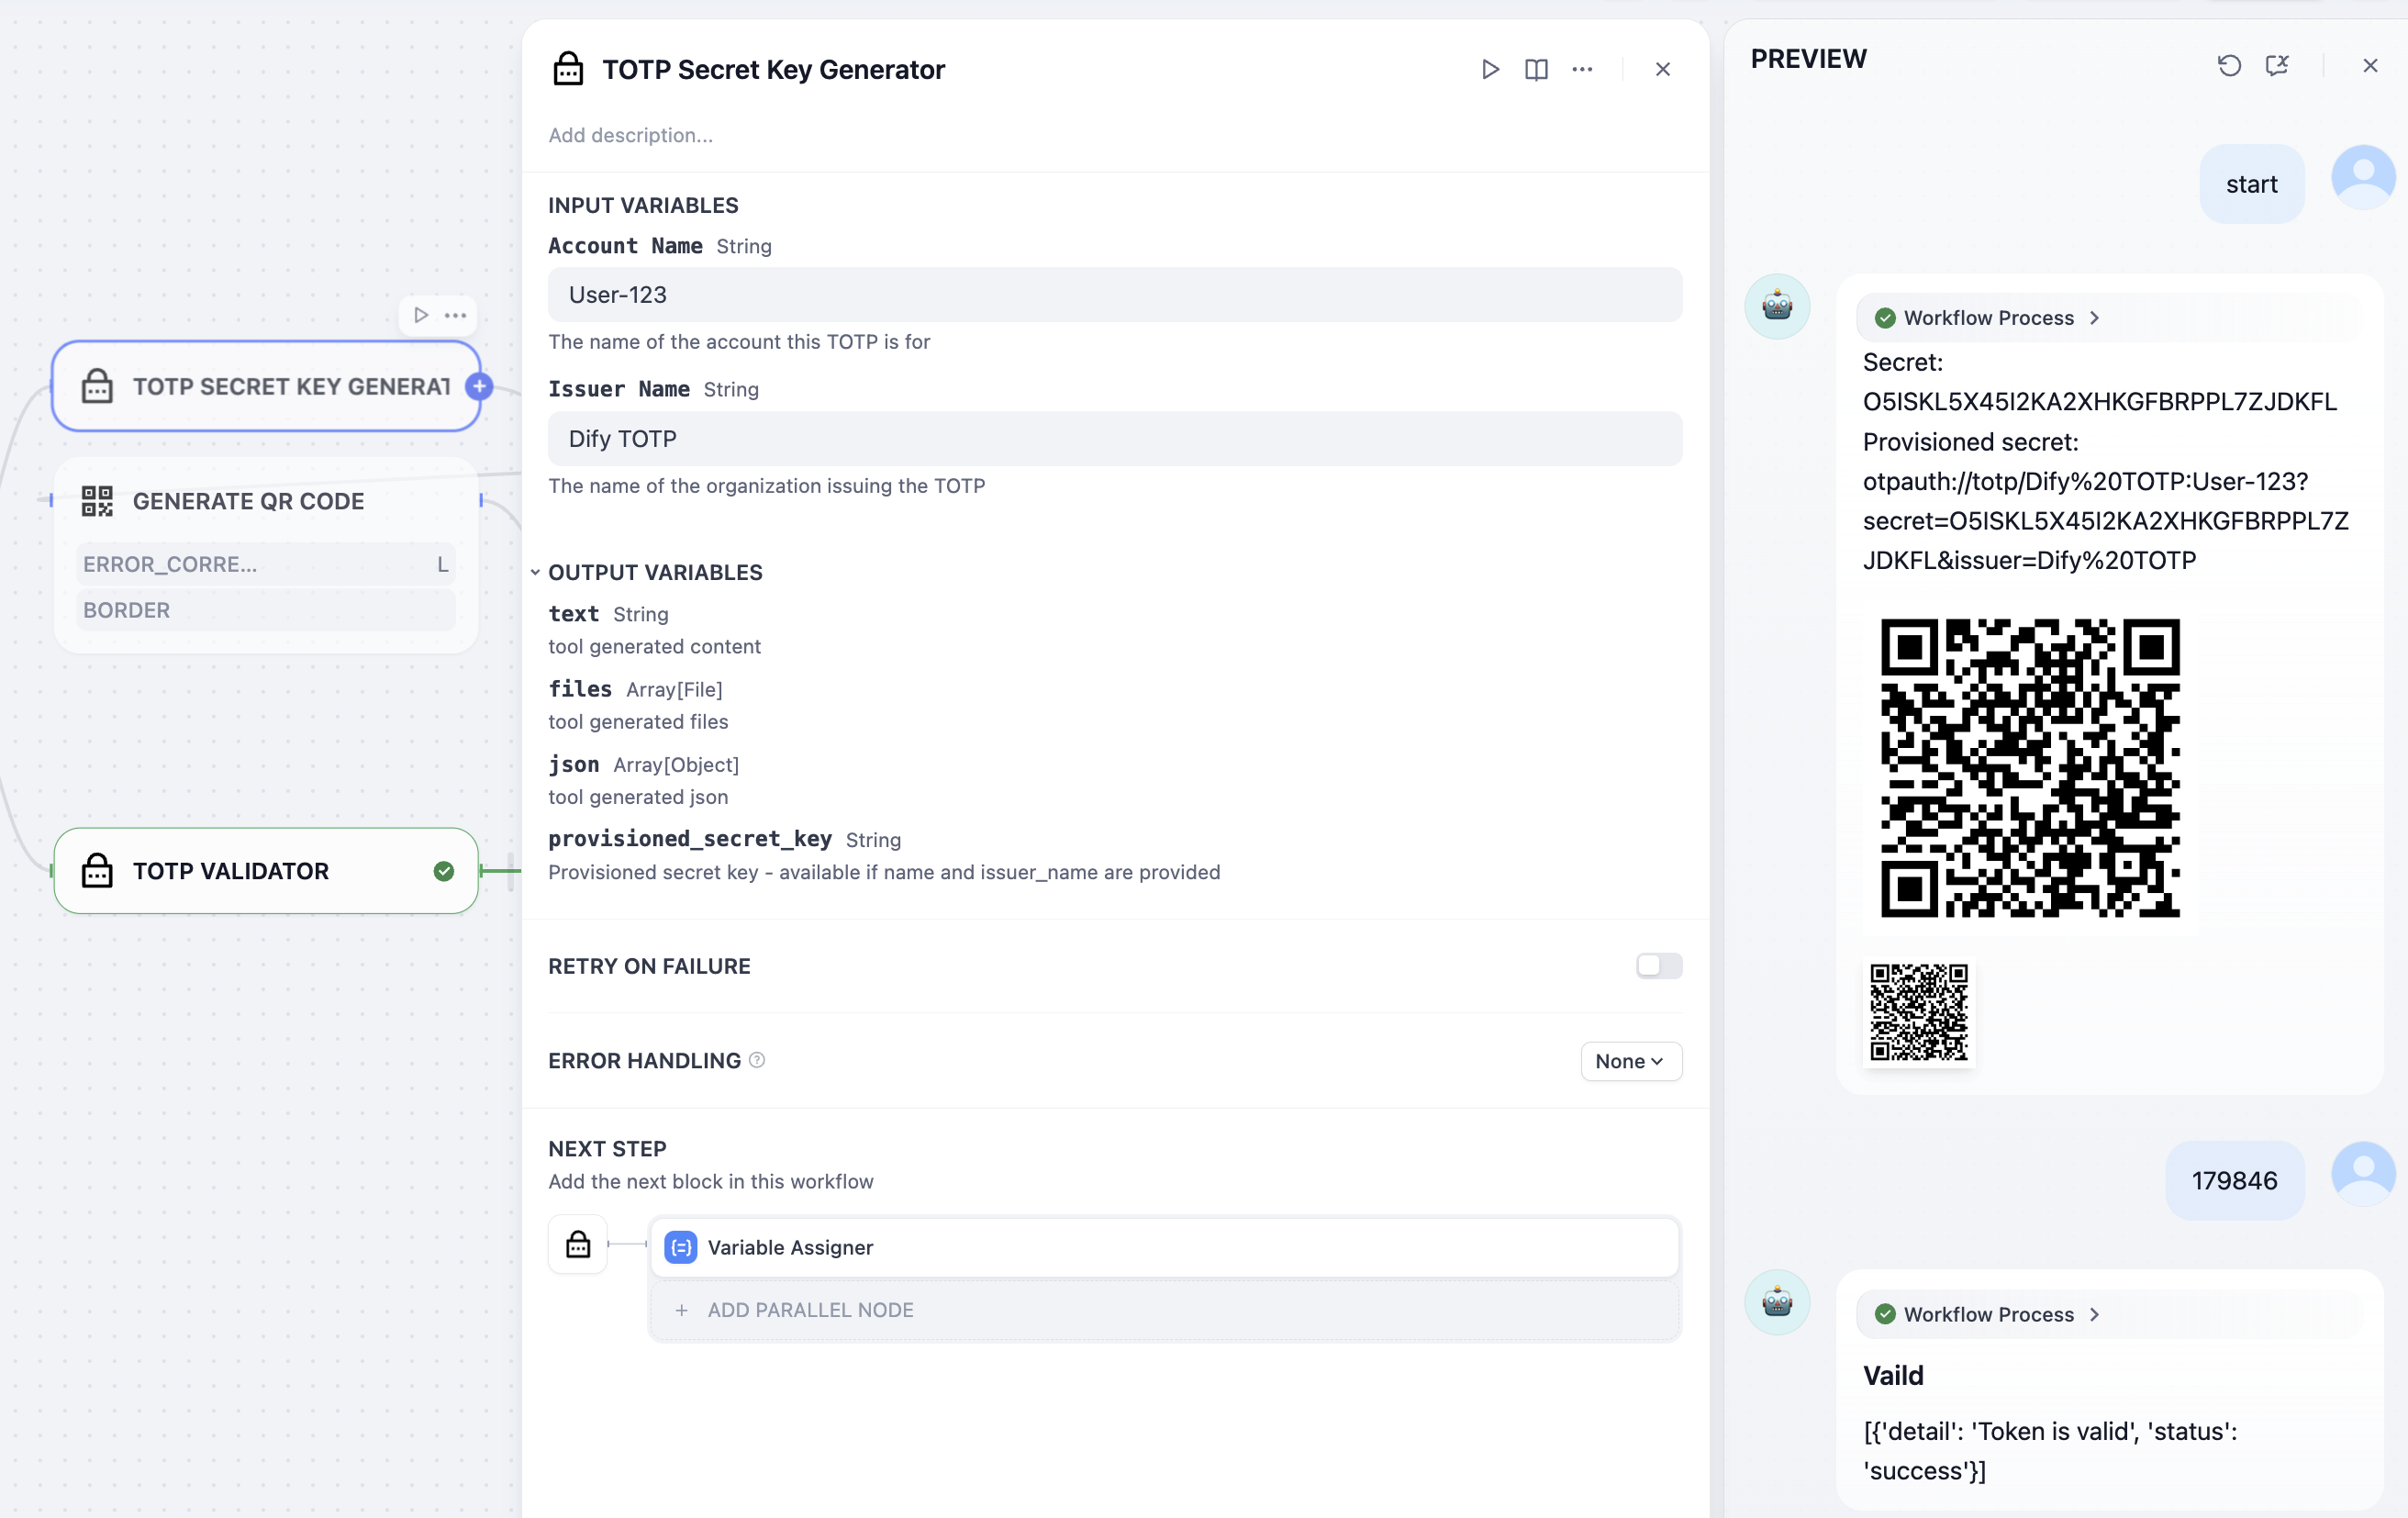 TOTP SECRET KEY GENERAT
GENERATE QR CODE
ERROR_CORRE... L
BORDER
TOTP VALIDATOR
TOTP Secret Key Generator
Add description...
INPUT VARIABLES
Account Name String
User-123
The name of the account this TOTP is for
Issuer Name String
Dify TOTP
The name of the organization issuing the TOTP
OUTPUT VARIABLES
text String
tool generated content
files Array[File]
tool generated files
json Array[Object]
tool generated json
provisioned_secret_key String
Provisioned secret key - available if name and issuer_name are provided
RETRY ON FAILURE
ERROR HANDLING
None
NEXT STEP
Add the next block in this workflow
{=} Variable Assigner
+ ADD PARALLEL NODE
PREVIEW
start
Workflow Process
Secret:
O5ISKL5X45I2KA2XHKGFBRPPL7ZJDKFL
Provisioned secret:
otpauth://totp/Dify%20TOTP:User-123?
secret=O5ISKL5X45I2KA2XHKGFBRPPL7Z
JDKFL&issuer=Dify%20TOTP
179846
Workflow Process
Vaild
[{'detail': 'Token is valid', 'status':
'success'}]